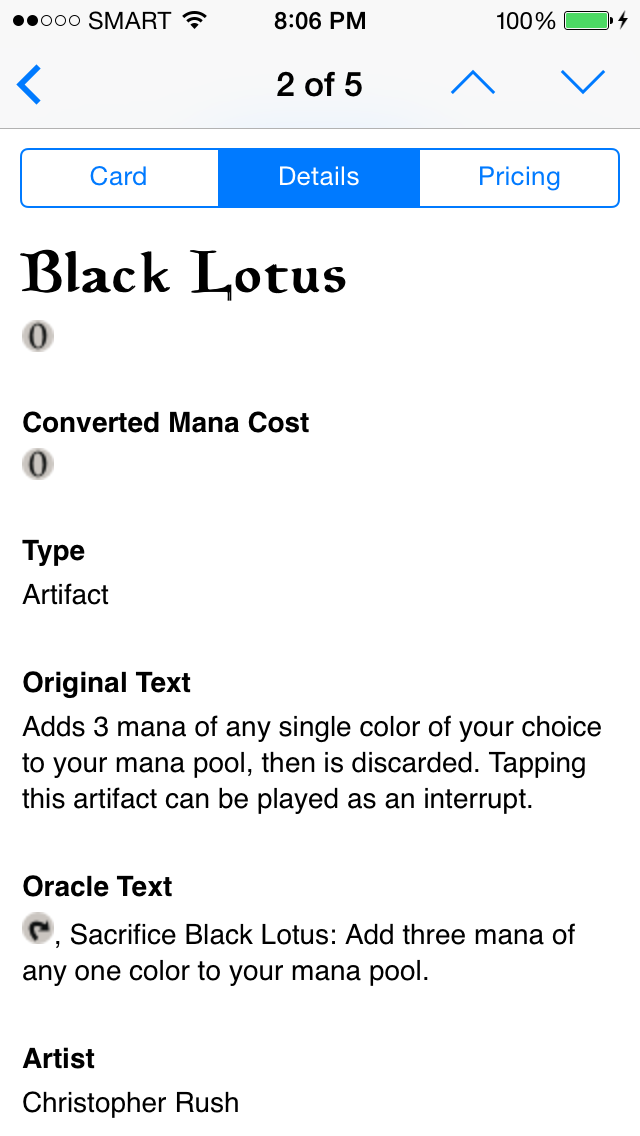 SMART 8:06 PM 100%
2 of 5
Card Details Pricing
Black Lotus
0
Converted Mana Cost
0
Type
Artifact
Original Text
Adds 3 mana of any single color of your choice
to your mana pool, then is discarded. Tapping
this artifact can be played as an interrupt.
Oracle Text
, Sacrifice Black Lotus: Add three mana of
any one color to your mana pool.
Artist
Christopher Rush